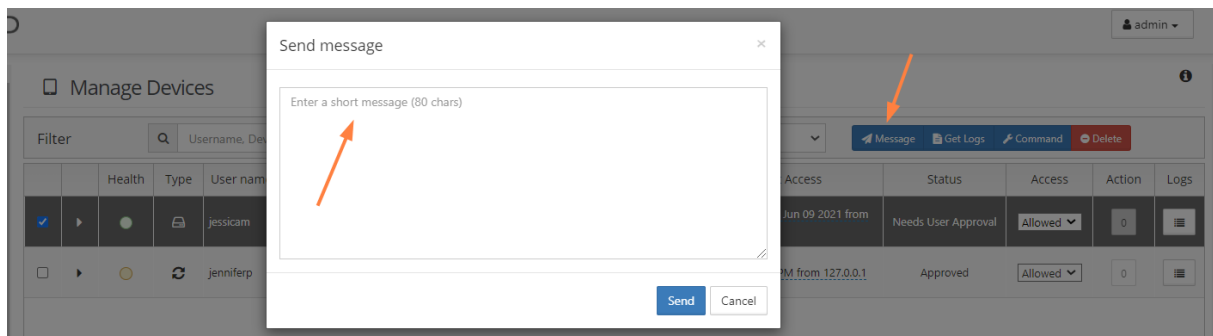 admin
Send message
×
Manage Devices
Enter a short message (80 chars)
Filter
Username, Dev
Message Get Logs Command Delete
Health Type User nam Access Status Access Action Logs
jessicam Jun 09 2021 from Needs User Approval Allowed 0
jenniferp PM from 127.0.0.1 Approved Allowed 0
Send Cancel